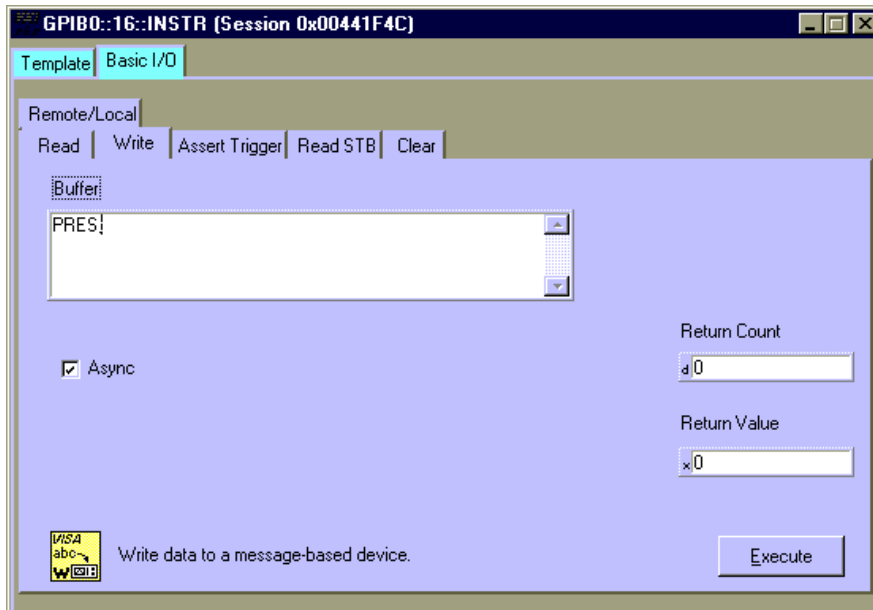 GPIB0::16::INSTR (Session 0x00441F4C)
Template Basic I/O
Remote/Local
Read Write Assert Trigger Read STB Clear
Buffer
PRES;
Async
Return Count
d 0
Return Value
x 0
VISA
abc
W
Write data to a message-based device.
Execute